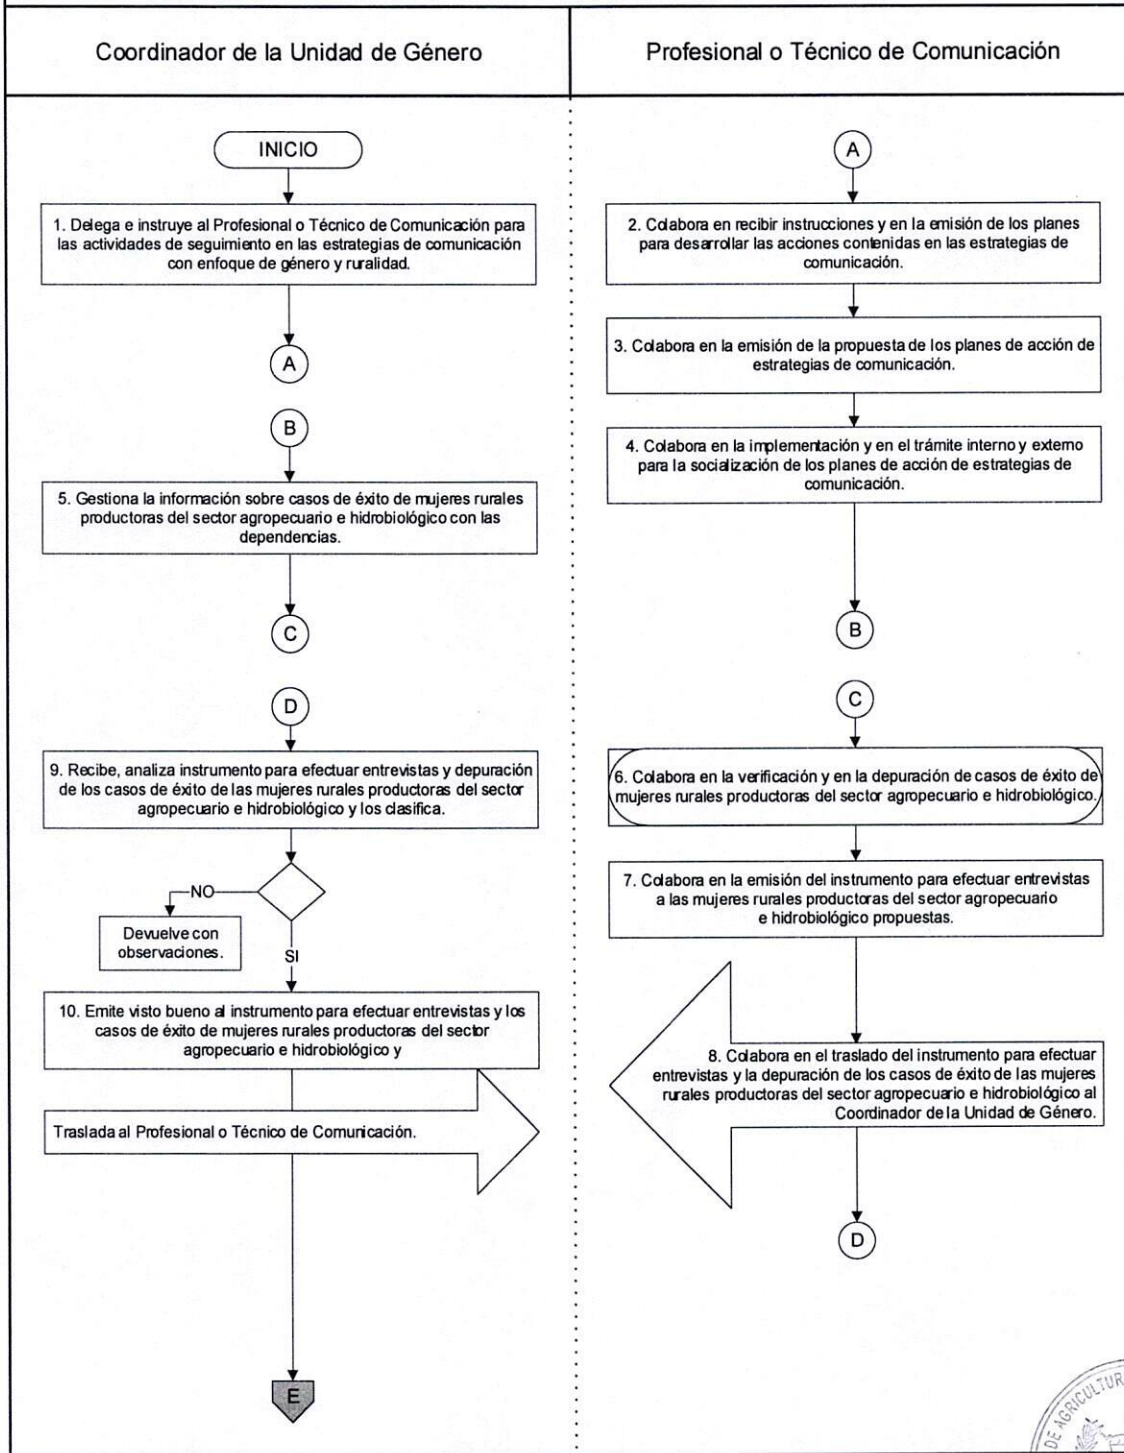 Coordinador de la Unidad de Género
Profesional o Técnico de Comunicación
INICIO
1. Delega e instruye al Profesional o Técnico de Comunicación para
las actividades de seguimiento en las estrategias de comunicación
con enfoque de género y ruralidad.
A
B
5. Gestiona la información sobre casos de éxito de mujeres rurales
productoras del sector agropecuario e hidrobiológico con las
dependencias.
C
D
9. Recibe, analiza instrumento para efectuar entrevistas y depuración
de los casos de éxito de las mujeres rurales productoras del sector
agropecuario e hidrobiológico y los clasifica.
NO
Devuelve con
observaciones.
SI
10. Emite visto bueno al instrumento para efectuar entrevistas y los
casos de éxito de mujeres rurales productoras del sector
agropecuario e hidrobiológico y
Traslada al Profesional o Técnico de Comunicación.
E
A
2. Colabora en recibir instrucciones y en la emisión de los planes
para desarrollar las acciones contenidas en las estrategias de
comunicación.
3. Colabora en la emisión de la propuesta de los planes de acción de
estrategias de comunicación.
4. Colabora en la implementación y en el trámite interno y externo
para la socialización de los planes de acción de estrategias de
comunicación.
B
C
6. Colabora en la verificación y en la depuración de casos de éxito de
mujeres rurales productoras del sector agropecuario e hidrobiológico.
7. Colabora en la emisión del instrumento para efectuar entrevistas
a las mujeres rurales productoras del sector agropecuario
e hidrobiológico propuestas.
8. Colabora en el traslado del instrumento para efectuar
entrevistas y la depuración de los casos de éxito de las mujeres
rurales productoras del sector agropecuario e hidrobiológico al
Coordinador de la Unidad de Género.
D
DE AGRICULTUR